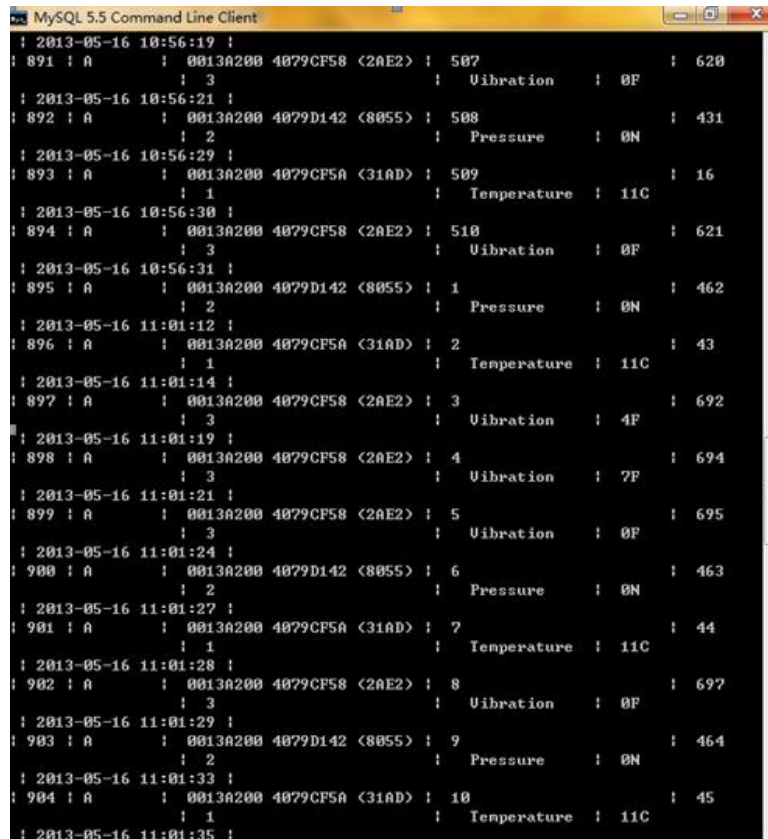 MySQL 5.5 Command Line Client
| 2013-05-16 10:56:19 |
| 891 | A | 0013A200 4079CF58 (2AE2) | 507 | 620
| 3 | Vibration | 0F
| 2013-05-16 10:56:21 |
| 892 | A | 0013A200 4079D142 (8055) | 508 | 431
| 2 | Pressure | 0N
| 2013-05-16 10:56:29 |
| 893 | A | 0013A200 4079CF5A (31AD) | 509 | 16
| 1 | Temperature | 11C
| 2013-05-16 10:56:30 |
| 894 | A | 0013A200 4079CF58 (2AE2) | 510 | 621
| 3 | Vibration | 0F
| 2013-05-16 10:56:31 |
| 895 | A | 0013A200 4079D142 (8055) | 1 | 462
| 2 | Pressure | 0N
| 2013-05-16 11:01:12 |
| 896 | A | 0013A200 4079CF5A (31AD) | 2 | 43
| 1 | Temperature | 11C
| 2013-05-16 11:01:14 |
| 897 | A | 0013A200 4079CF58 (2AE2) | 3 | 692
| 3 | Vibration | 4F
| 2013-05-16 11:01:19 |
| 898 | A | 0013A200 4079CF58 (2AE2) | 4 | 694
| 3 | Vibration | 7F
| 2013-05-16 11:01:21 |
| 899 | A | 0013A200 4079CF58 (2AE2) | 5 | 695
| 3 | Vibration | 0F
| 2013-05-16 11:01:24 |
| 900 | A | 0013A200 4079D142 (8055) | 6 | 463
| 2 | Pressure | 0N
| 2013-05-16 11:01:27 |
| 901 | A | 0013A200 4079CF5A (31AD) | 7 | 44
| 1 | Temperature | 11C
| 2013-05-16 11:01:28 |
| 902 | A | 0013A200 4079CF58 (2AE2) | 8 | 697
| 3 | Vibration | 0F
| 2013-05-16 11:01:29 |
| 903 | A | 0013A200 4079D142 (8055) | 9 | 464
| 2 | Pressure | 0N
| 2013-05-16 11:01:33 |
| 904 | A | 0013A200 4079CF5A (31AD) | 10 | 45
| 1 | Temperature | 11C
| 2013-05-16 11:01:35 |